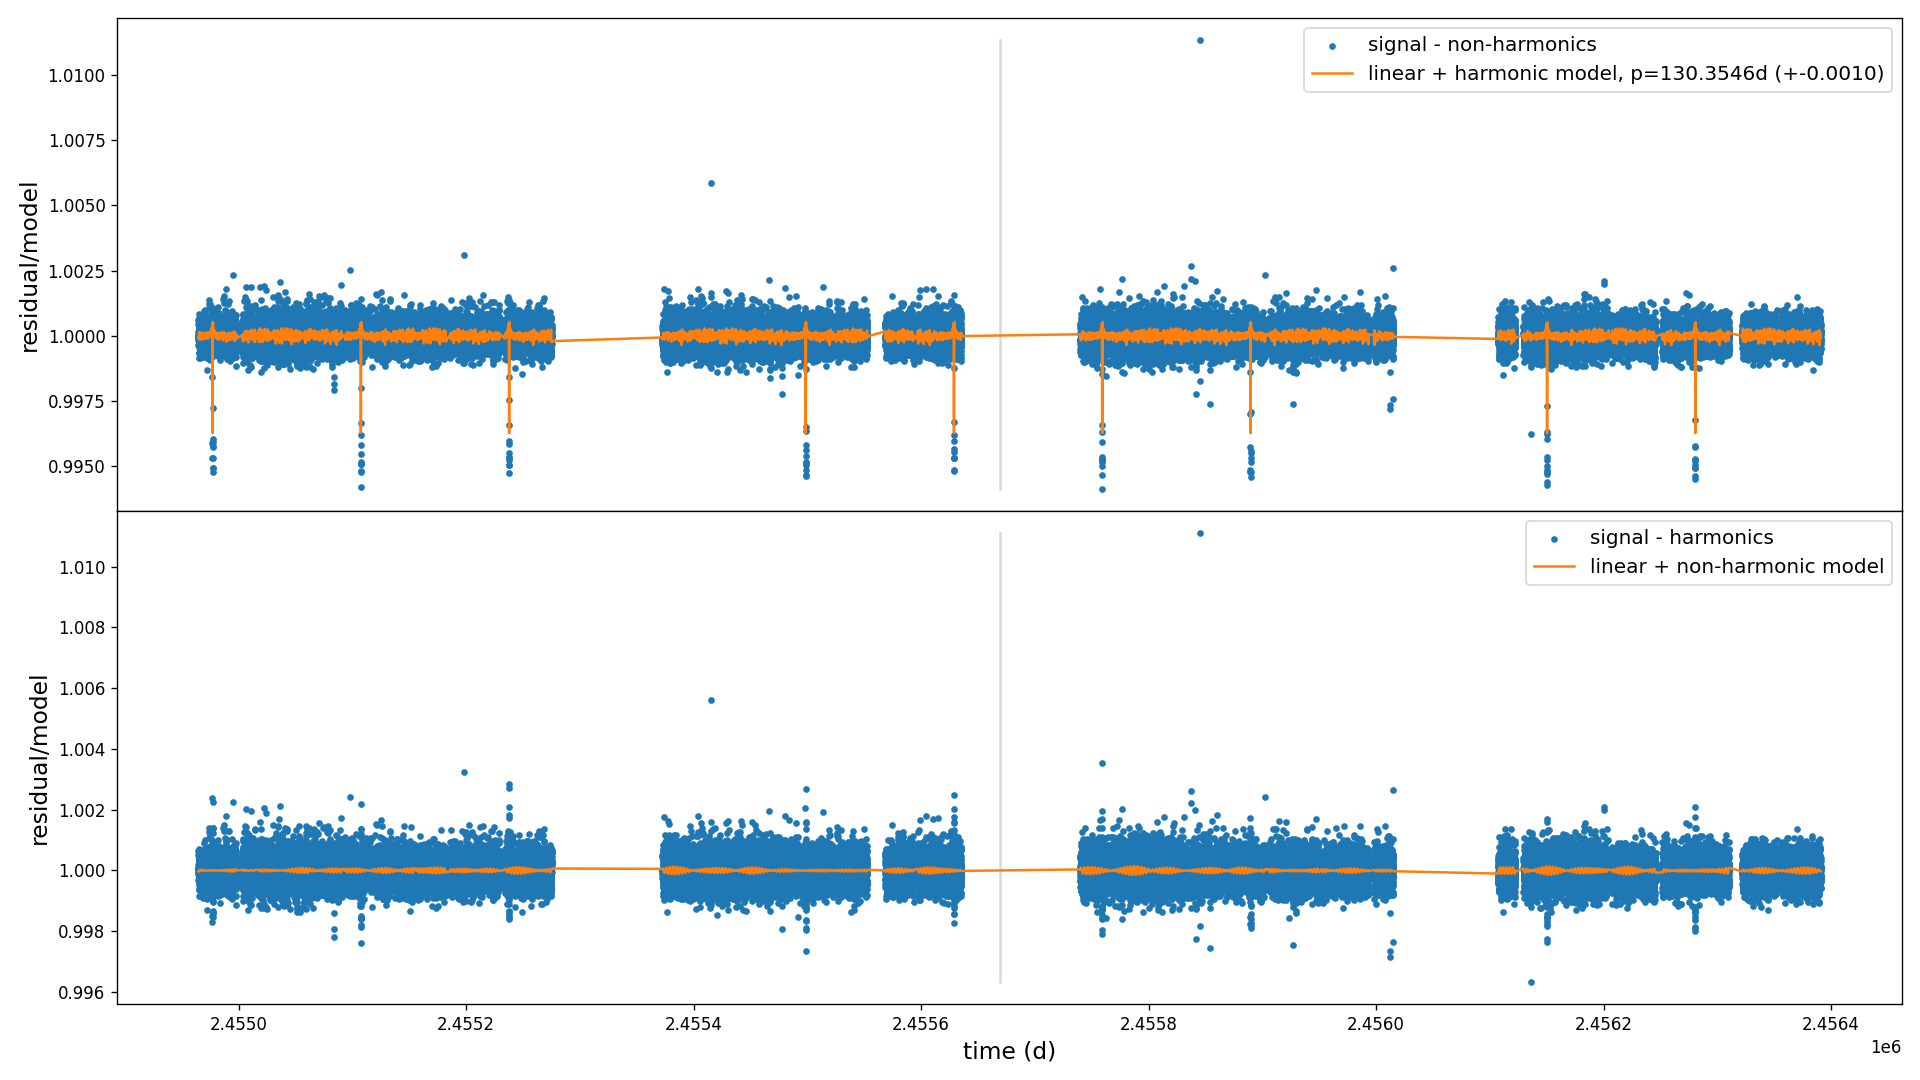 signal - non-harmonics
linear + harmonic model, p=130.3546d (+-0.0010)
1.0100
1.0075
1.0050
1.0025
1.0000
0.9975
0.9950
residual/model
signal - harmonics
linear + non-harmonic model
1.010
1.008
1.006
1.004
1.002
1.000
0.998
0.996
residual/model
2.4550 2.4552 2.4554 2.4556 2.4558 2.4560 2.4562 2.4564
1e6
time (d)